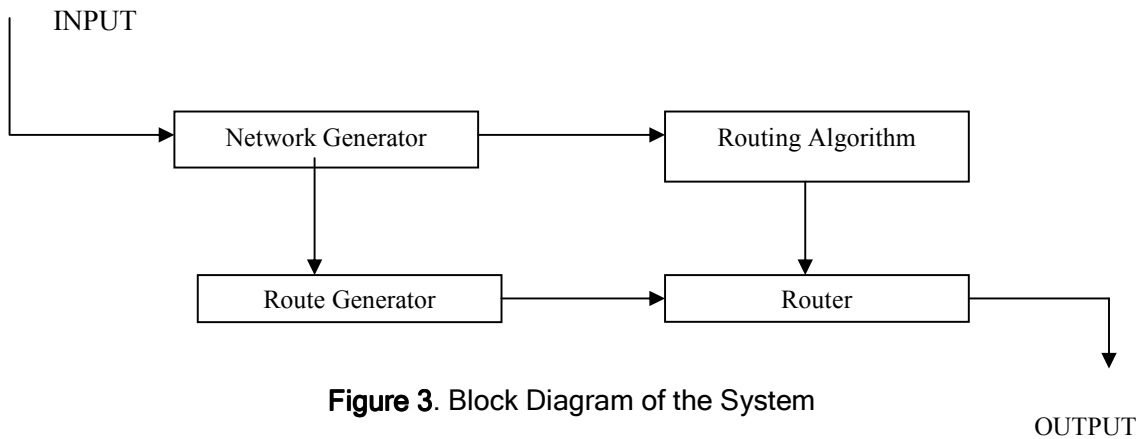 INPUT
Network Generator
Routing Algorithm
Route Generator
Router
Figure 3. Block Diagram of the System
OUTPUT